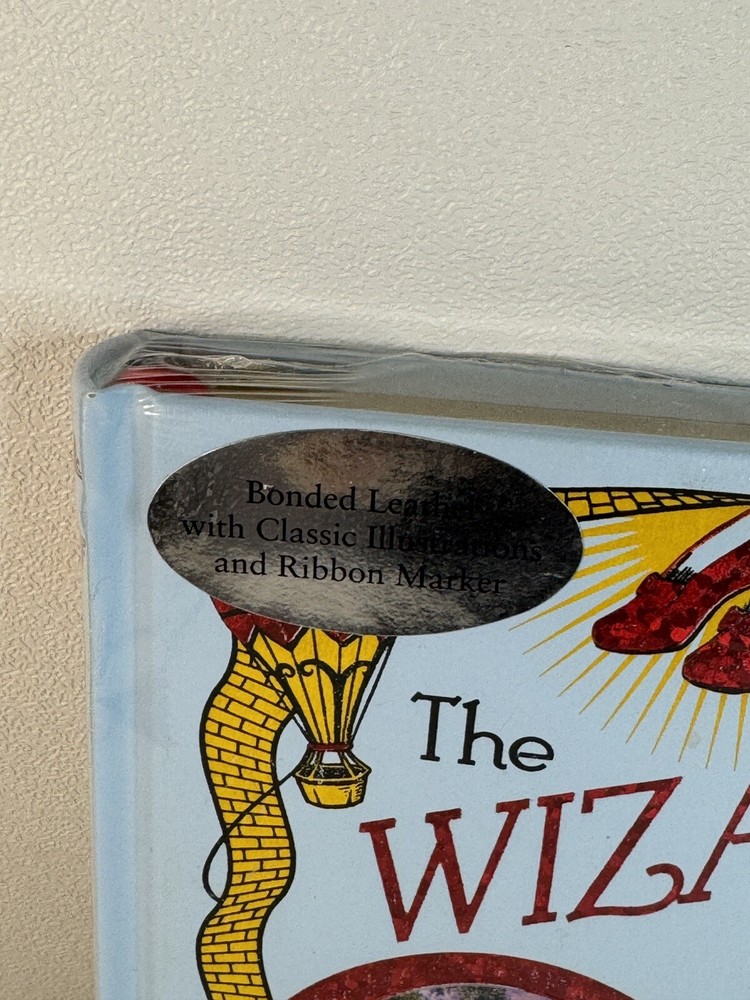 Bonded Leather
with Classic Illustrations
and Ribbon Marker
The
WIZA